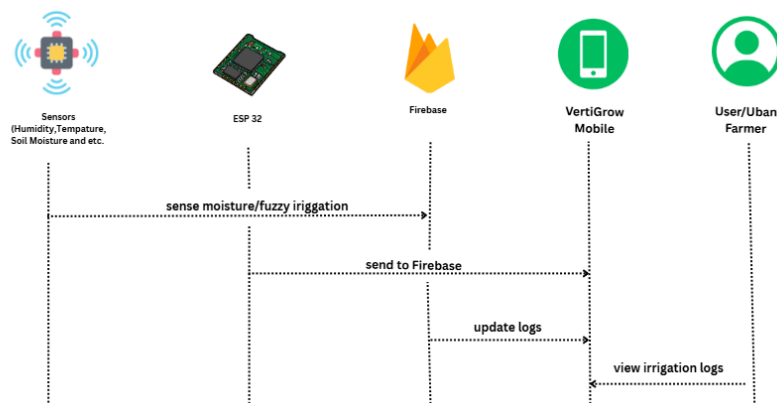 Sensors
(Humidity,Tempature,
Soil Moisture and etc.
ESP 32
Firebase
VertiGrow
Mobile
User/Uban
Farmer
sense moisture/fuzzy iriggation
send to Firebase
update logs
view irrigation logs